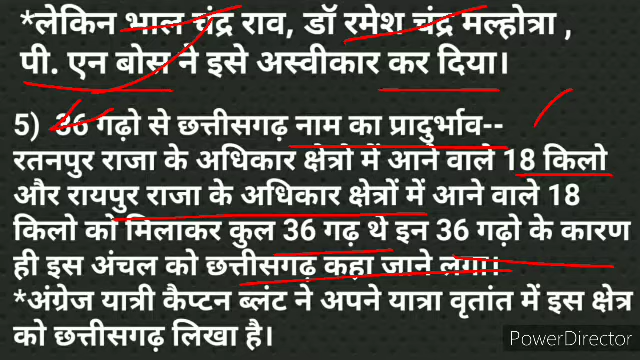 *लेकिन भाल चंद्र राव, डॉ रमेश चंद्र मल्होत्रा ,
पी. एन बोस ने इसे अस्वीकार कर दिया।
5) 36 गढ़ो से छत्तीसगढ़ नाम का प्रादुर्भाव--
रतनपुर राजा के अधिकार क्षेत्रो में आने वाले 18 किलो
और रायपुर राजा के अधिकार क्षेत्रों में आने वाले 18
किलो को मिलाकर कुल 36 गढ़ थे इन 36 गढ़ो के कारण
ही इस अंचल को छत्तीसगढ़ कहा जाने लगा।
*अंग्रेज यात्री कैप्टन ब्लंट ने अपने यात्रा वृतांत में इस क्षेत्र
को छत्तीसगढ़ लिखा है।
PowerDirector